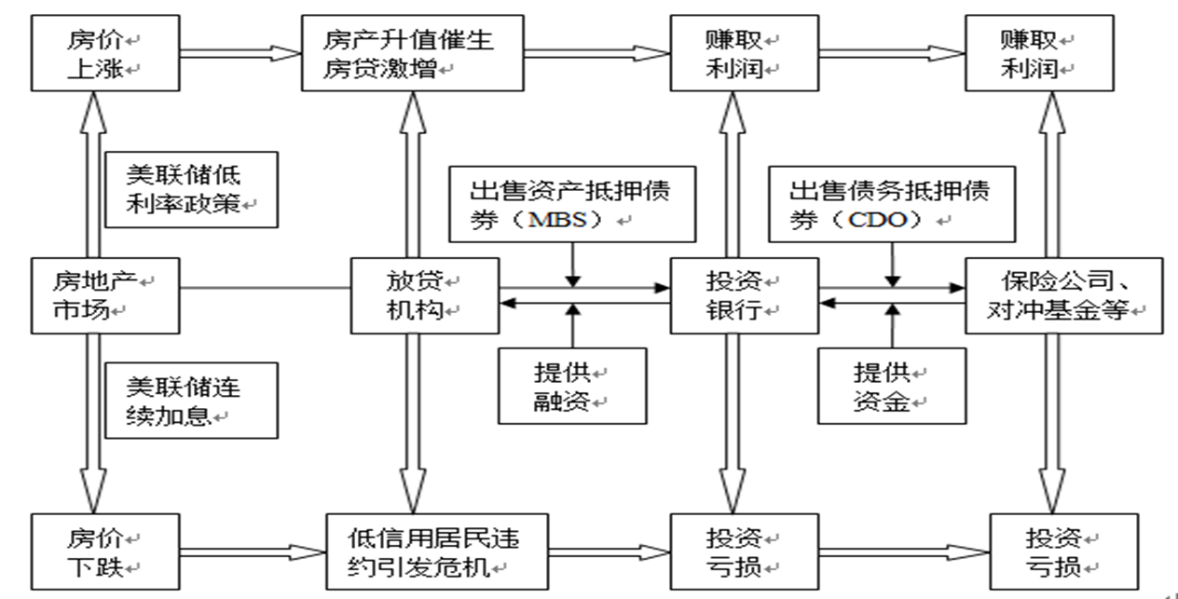 房价
上涨
房产升值催生
房贷激增
赚取
利润
赚取
利润
美联储低
利率政策
出售资产抵押债
券（MBS）
出售债务抵押债
券（CDO）
房地产
市场
放贷
机构
投资
银行
保险公司、
对冲基金等
美联储连
续加息
提供
融资
提供
资金
房价
下跌
低信用居民违
约引发危机
投资
亏损
投资
亏损